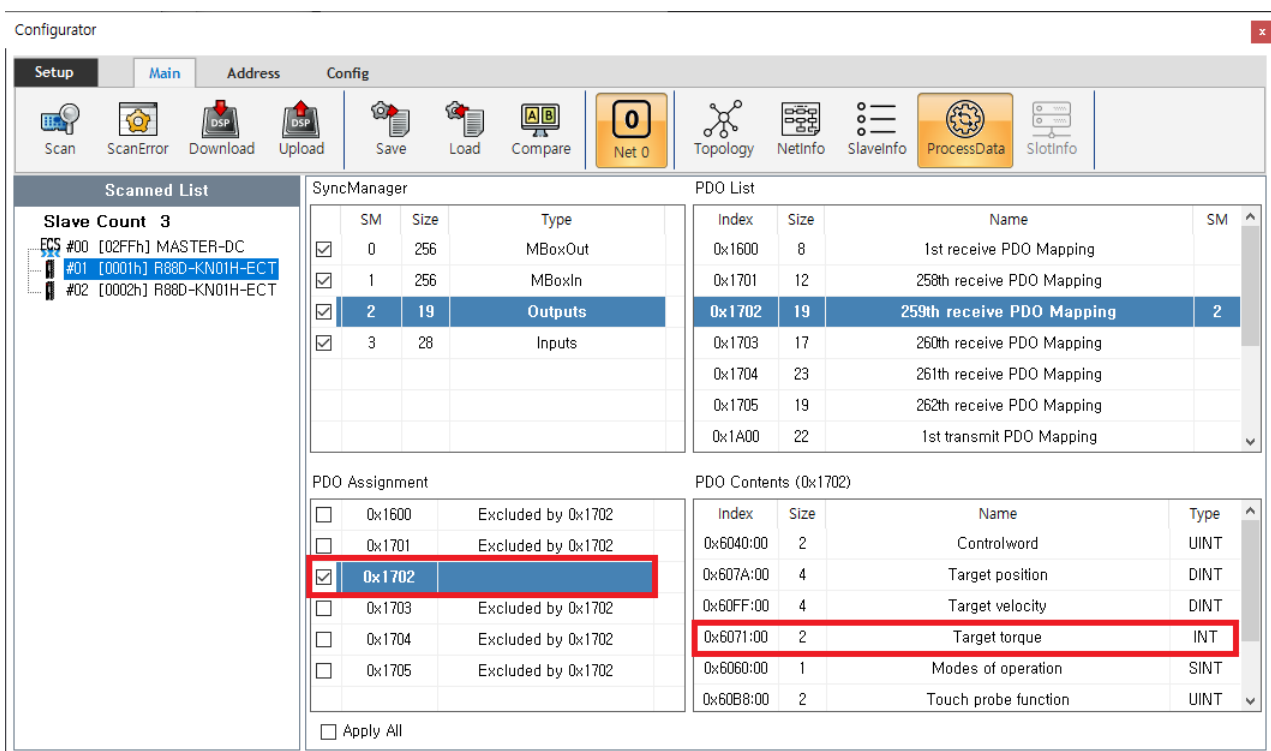 Configurator
x
Setup Main Address Config
Scan ScanError Download Upload Save Load Compare Net 0 Topology NetInfo SlaveInfo ProcessData SlotInfo
DSP DSP A B 0
Scanned List
Slave Count 3
ECS #00 [02FFh] MASTER-DC
#01 [0001h] R88D-KN01H-ECT
#02 [0002h] R88D-KN01H-ECT
SyncManager
SM Size Type
0 256 MBoxOut
1 256 MBoxIn
2 19 Outputs
3 28 Inputs
PDO List
Index Size Name SM
0x1600 8 1st receive PDO Mapping
0x1701 12 258th receive PDO Mapping
0x1702 19 259th receive PDO Mapping 2
0x1703 17 260th receive PDO Mapping
0x1704 23 261th receive PDO Mapping
0x1705 19 262th receive PDO Mapping
0x1A00 22 1st transmit PDO Mapping
PDO Assignment
0x1600 Excluded by 0x1702
0x1701 Excluded by 0x1702
0x1702
0x1703 Excluded by 0x1702
0x1704 Excluded by 0x1702
0x1705 Excluded by 0x1702
Apply All
PDO Contents (0x1702)
Index Size Name Type
0x6040:00 2 Controlword UINT
0x607A:00 4 Target position DINT
0x60FF:00 4 Target velocity DINT
0x6071:00 2 Target torque INT
0x6060:00 1 Modes of operation SINT
0x60B8:00 2 Touch probe function UINT